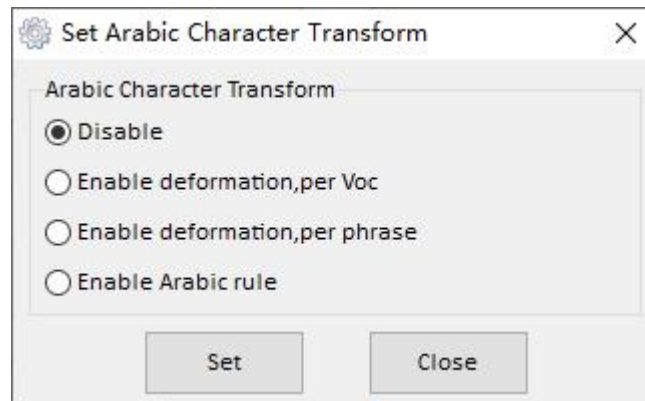 Set Arabic Character Transform
Arabic Character Transform
Disable
Enable deformation,per Voc
Enable deformation,per phrase
Enable Arabic rule
Set Close